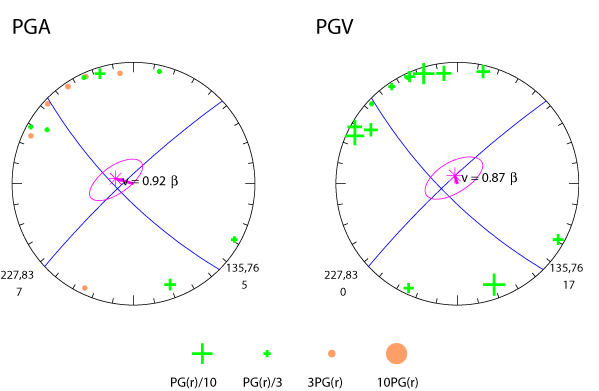 PGA
PGV
v = 0.92 β
v = 0.87 β
227,83
7
135,76
5
227,83
0
135,76
17
PG(r)/10
PG(r)/3
3PG(r)
10PG(r)